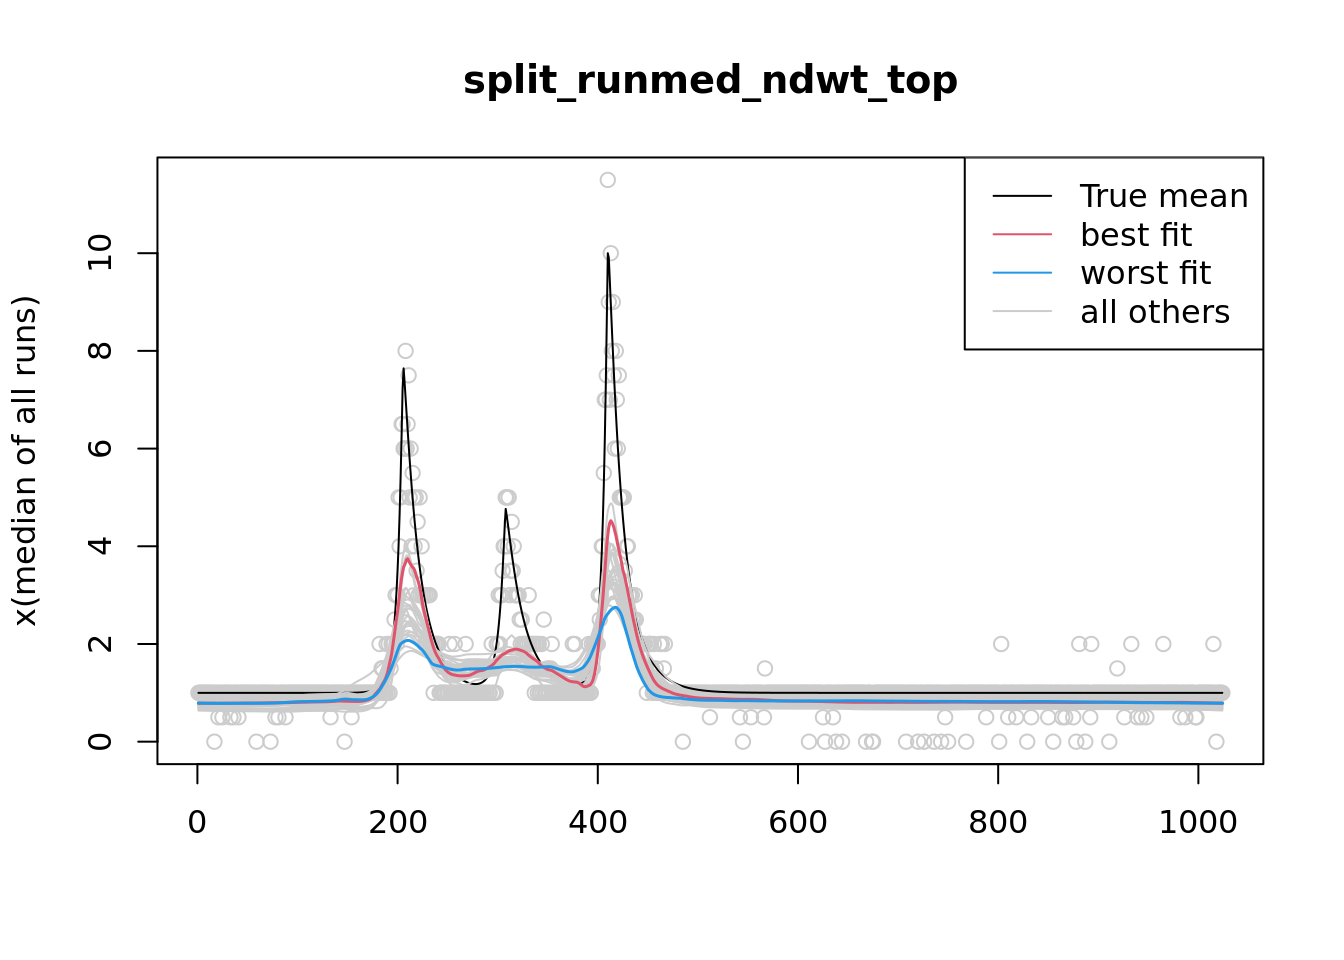 split_runmed_ndwt_top
True mean
best fit
worst fit
all others
x(median of all runs)
10
8
6
4
2
0
0 200 400 600 800 1000